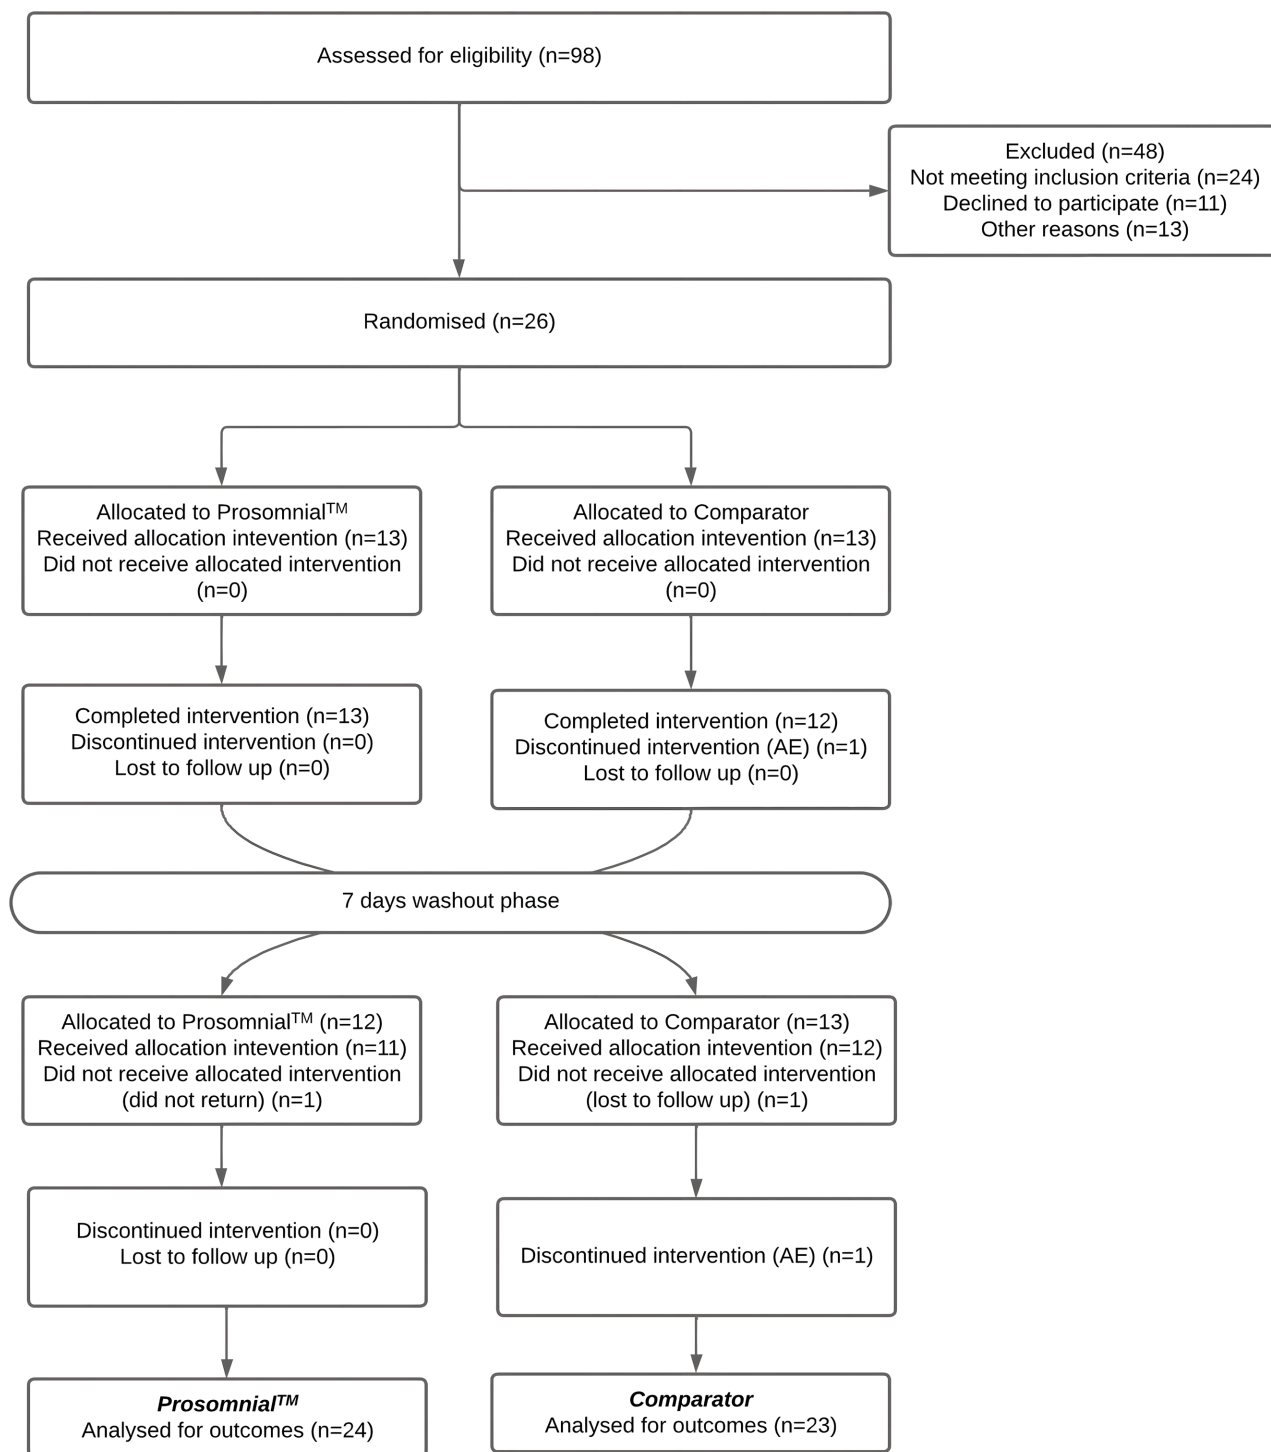 Assessed for eligibility (n=98)
Excluded (n=48)
Not meeting inclusion criteria (n=24)
Declined to participate (n=11)
Other reasons (n=13)
Randomised (n=26)
Allocated to Prosomnial™
Received allocation intevention (n=13)
Did not receive allocated intervention
(n=0)
Allocated to Comparator
Received allocation intevention (n=13)
Did not receive allocated intervention
(n=0)
Completed intervention (n=13)
Discontinued intervention (n=0)
Lost to follow up (n=0)
Completed intervention (n=12)
Discontinued intervention (AE) (n=1)
Lost to follow up (n=0)
7 days washout phase
Allocated to Prosomnial™ (n=12)
Received allocation intevention (n=11)
Did not receive allocated intervention
(did not return) (n=1)
Allocated to Comparator (n=13)
Received allocation intevention (n=12)
Did not receive allocated intervention
(lost to follow up) (n=1)
Discontinued intervention (n=0)
Lost to follow up (n=0)
Discontinued intervention (AE) (n=1)
Prosomnial™
Analysed for outcomes (n=24)
Comparator
Analysed for outcomes (n=23)